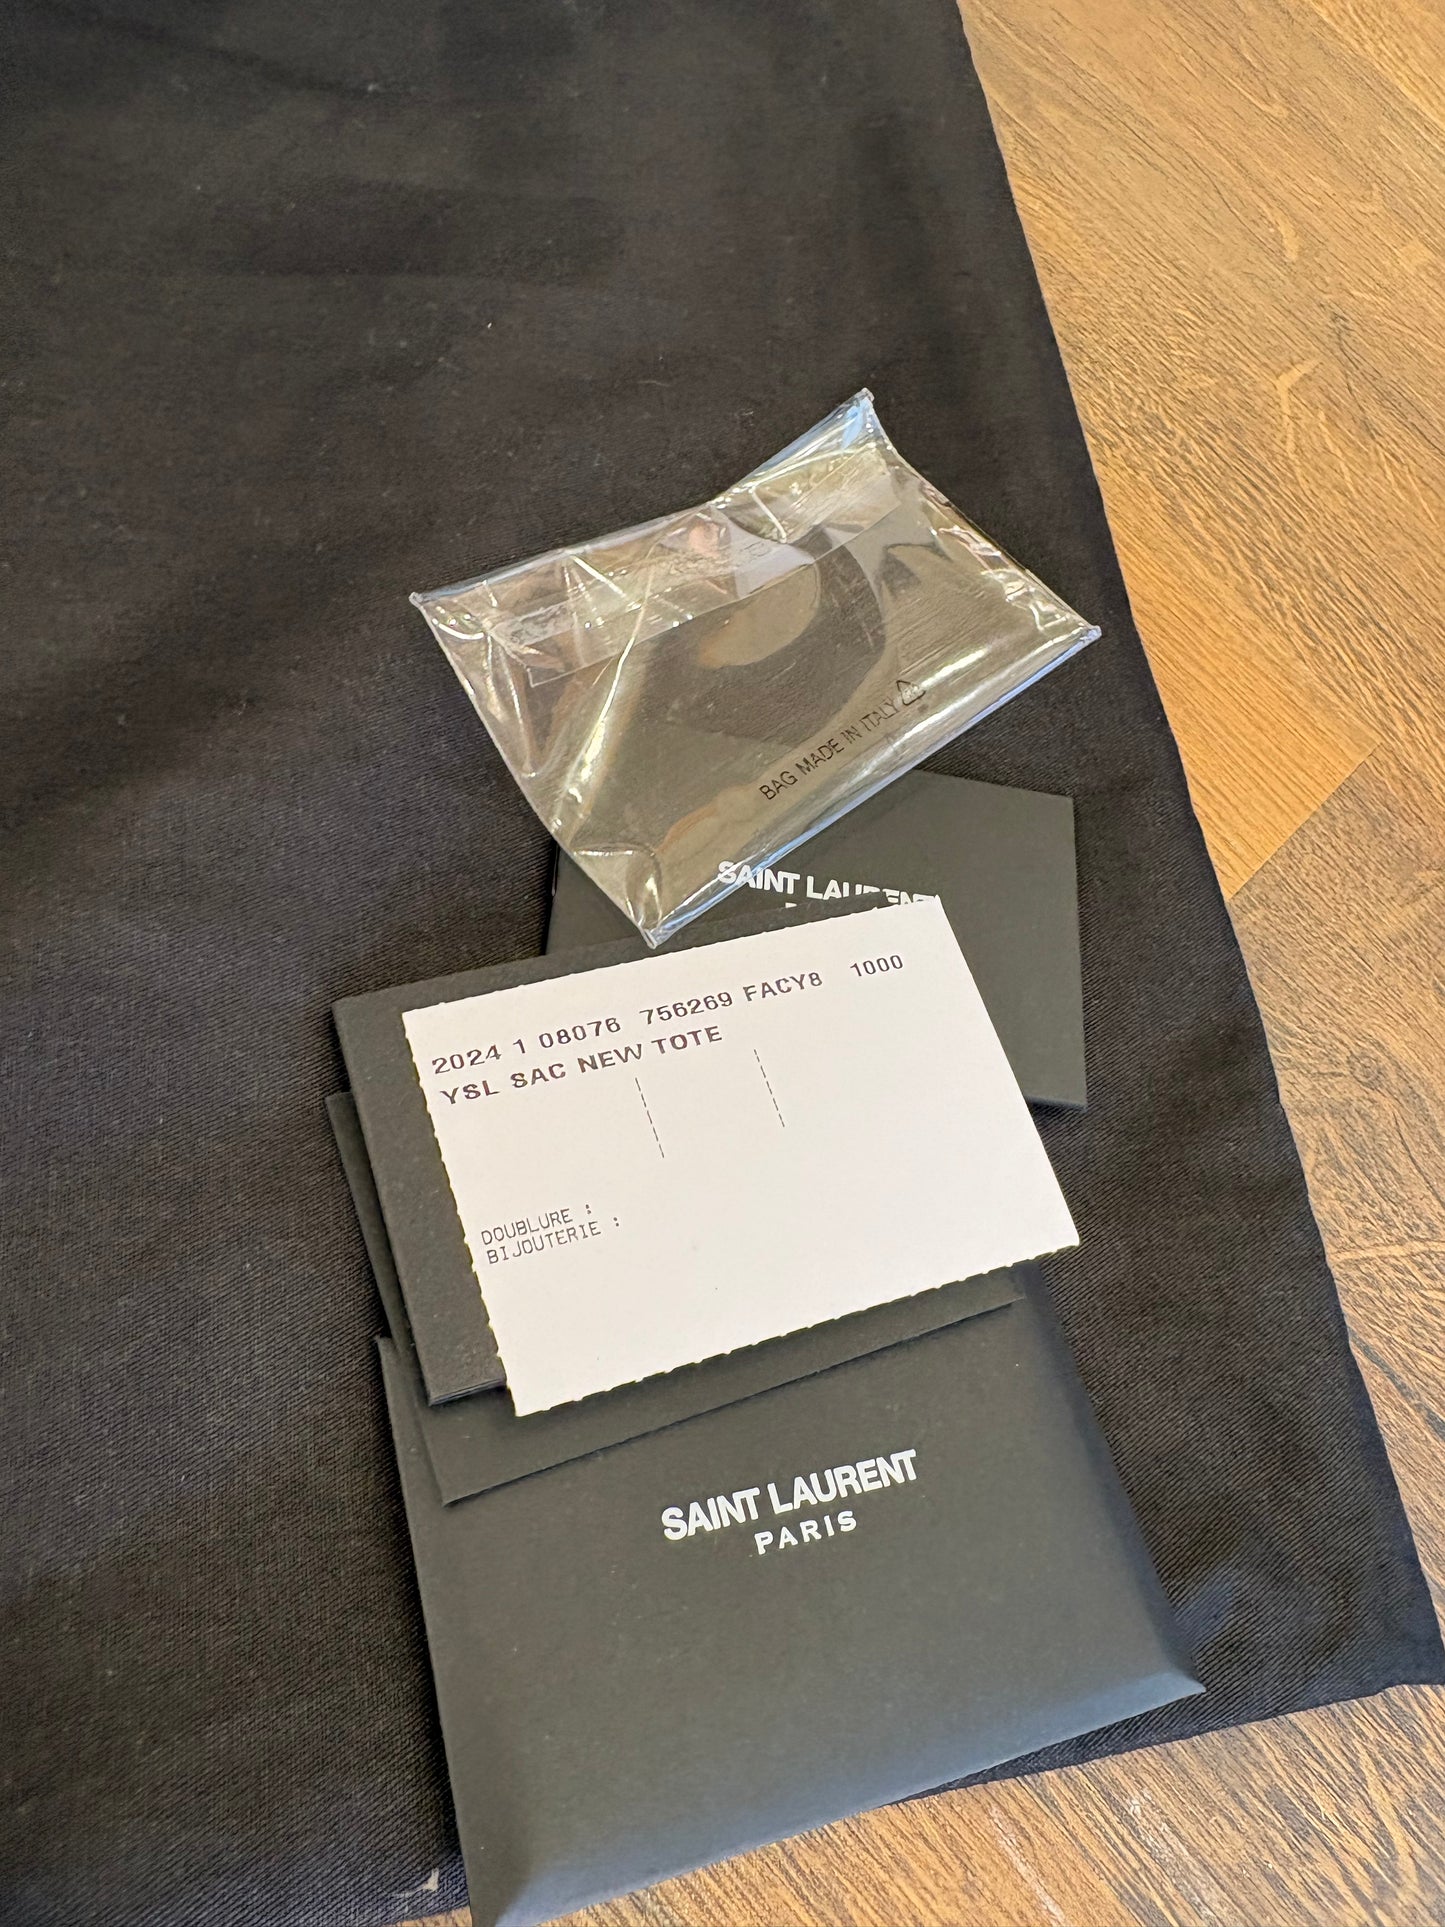 BAG MADE IN ITALY
SAINT LAURENT
2024 1 08076 756269 FACY8 1000
YSL SAC NEW TOTE
DOUBLURE :
BIJOUTERIE :
SAINT LAURENT
PARIS